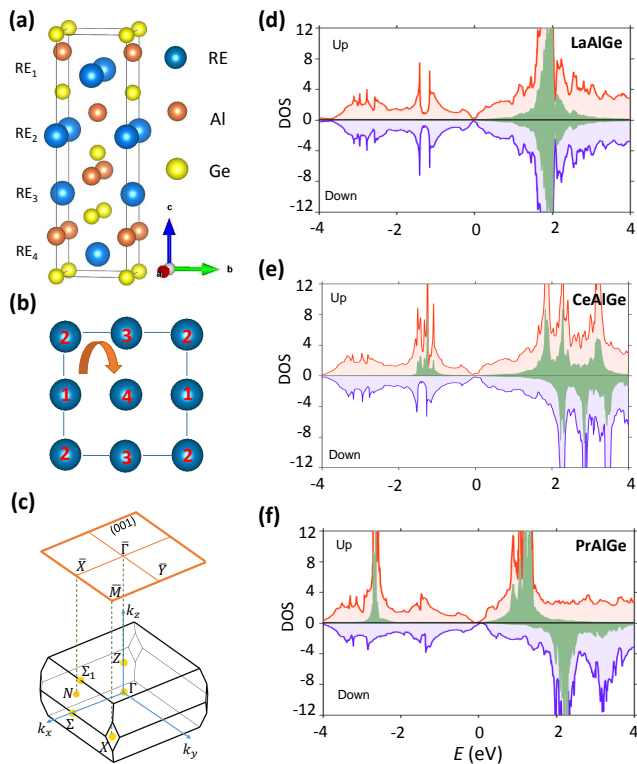 (a)
RE1
RE2
RE3
RE4
RE
Al
Ge
c
b
a
(b)
2 3 2
1 4 1
2 3 2
(c)
(001)
X̄ Γ̄ Ȳ
M̄
kz
Z
Σ1
N Γ
kx Σ X ky
(d)
Up
LaAlGe
DOS
12
8
4
0
4
8
12
Down
-4 -2 0 2 4
(e)
Up
CeAlGe
DOS
12
8
4
0
-4
-8
-12
Down
-4 -2 0 2 4
(f)
Up
PrAlGe
DOS
12
8
4
0
-4
-8
-12
Down
-4 -2 0 2 4
E (eV)